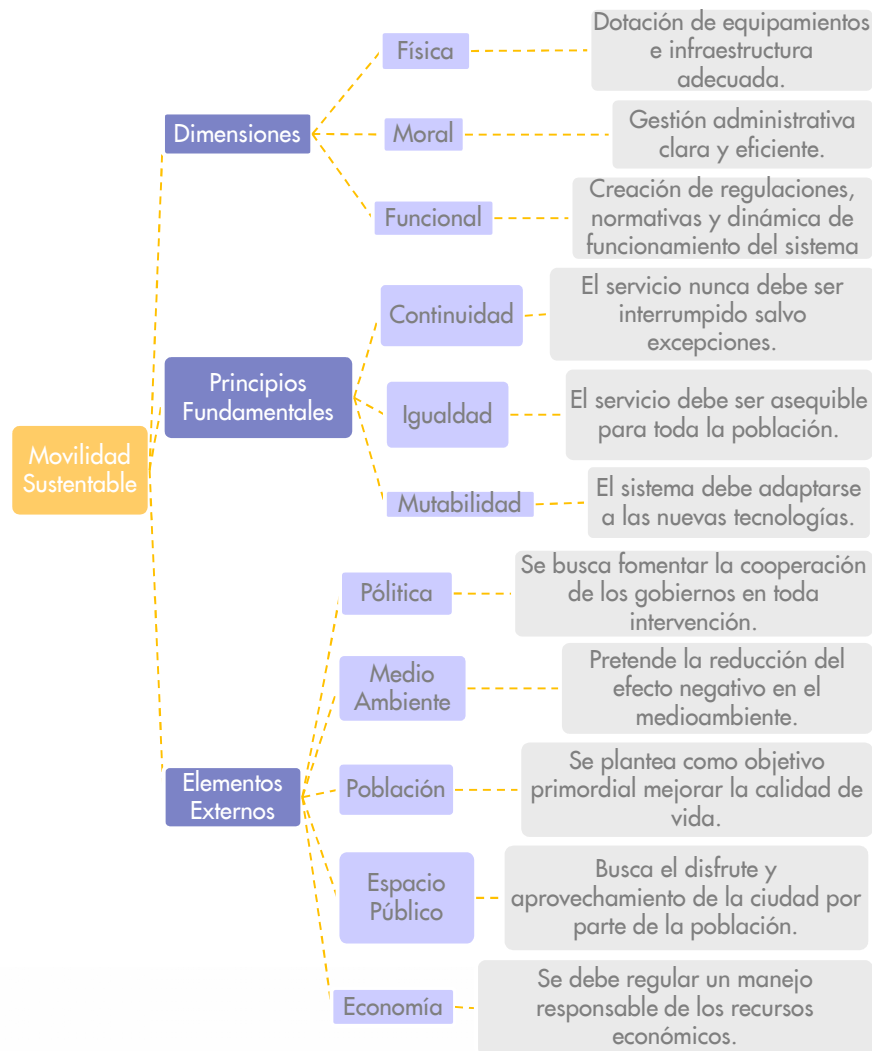 Movilidad
Sustentable
Dimensiones
Física
Dotación de equipamientos
e infraestructura
adecuada.
Moral
Gestión administrativa
clara y eficiente.
Funcional
Creación de regulaciones,
normativas y dinámica de
funcionamiento del sistema
Principios
Fundamentales
Continuidad
El servicio nunca debe ser
interrumpido salvo
excepciones.
Igualdad
El servicio debe ser asequible
para toda la población.
Mutabilidad
El sistema debe adaptarse
a las nuevas tecnologías.
Elementos
Externos
Pólitica
Se busca fomentar la cooperación
de los gobiernos en toda
intervención.
Medio
Ambiente
Pretende la reducción del
efecto negativo en el
medioambiente.
Población
Se plantea como objetivo
primordial mejorar la calidad de
vida.
Espacio
Público
Busca el disfrute y
aprovechamiento de la ciudad por
parte de la población.
Economía
Se debe regular un manejo
responsable de los recursos
económicos.